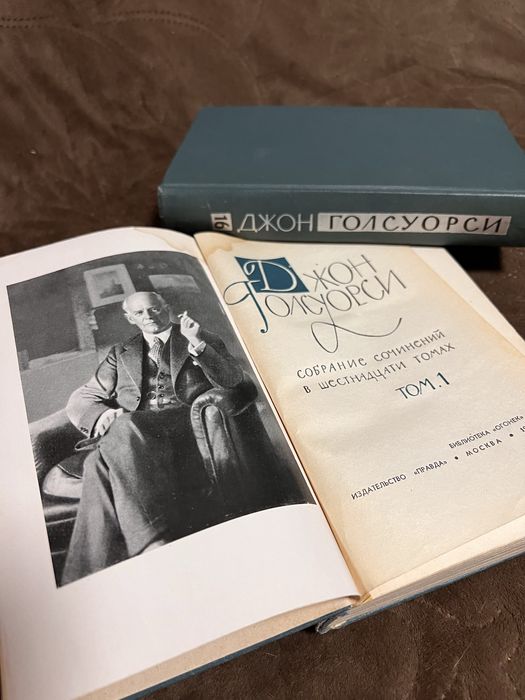 16 ДЖОН ГОЛСУОРСИ
ДЖОН
ГОЛСУОРСИ
СОБРАНИЕ СОЧИНЕНИЙ
В ШЕСТНАДЦАТИ ТОМАХ
ТОМ.1
БИБЛИОТЕКА «ОГОНЕК»
ИЗДАТЕЛЬСТВО «ПРАВДА» • МОСКВА •